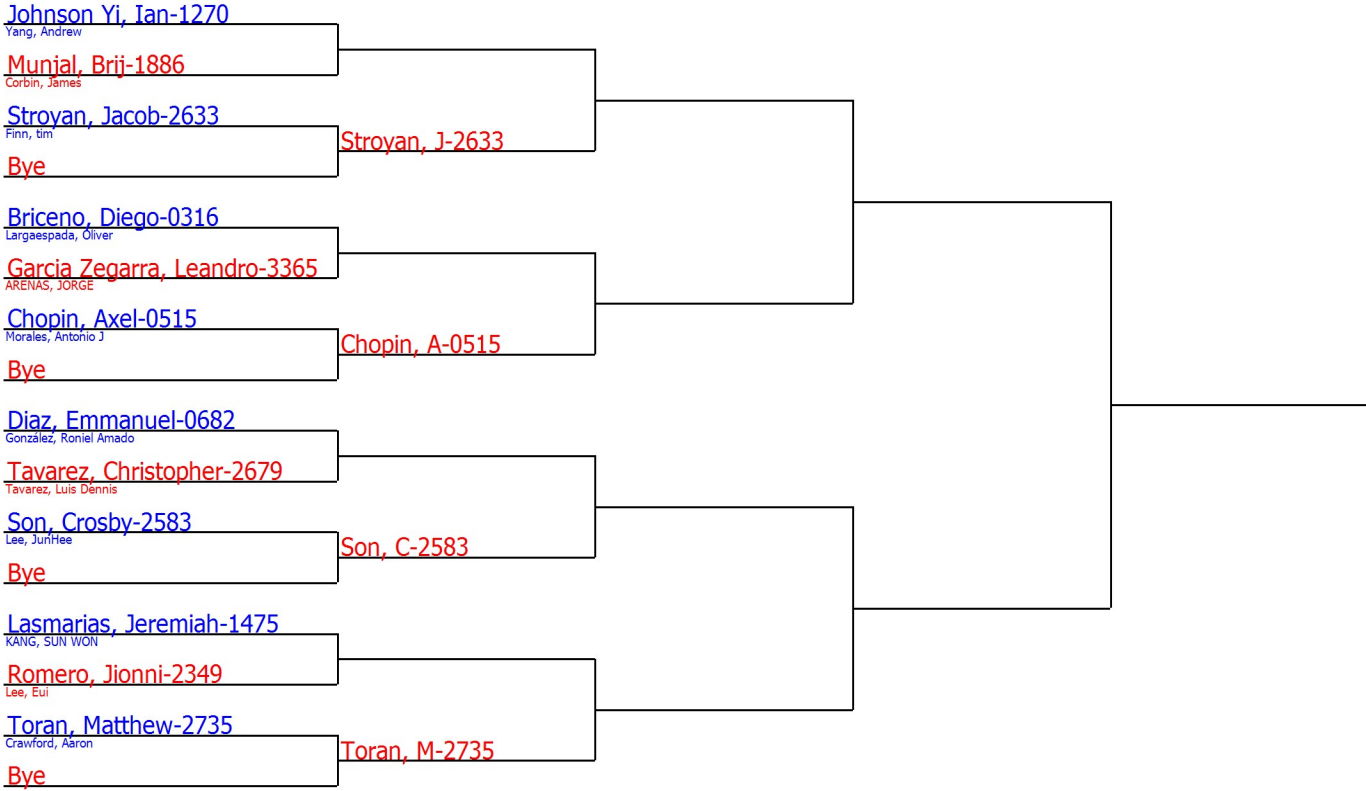 Johnson Yi, Ian-1270
Yang, Andrew
Munjal, Brij-1886
Corbin, James
Stroyan, Jacob-2633
Finn, tim
Stroyan, J-2633
Bye
Briceno, Diego-0316
Largaespada, Oliver
Garcia Zegarra, Leandro-3365
ARENAS, JORGE
Chopin, Axel-0515
Morales, Antonio J
Chopin, A-0515
Bye
Diaz, Emmanuel-0682
González, Roniel Amado
Tavarez, Christopher-2679
Tavarez, Luis Dennis
Son, Crosby-2583
Lee, JunHee
Son, C-2583
Bye
Lasmarias, Jeremiah-1475
KANG, SUN WON
Romero, Jionni-2349
Lee, Eui
Toran, Matthew-2735
Crawford, Aaron
Toran, M-2735
Bye